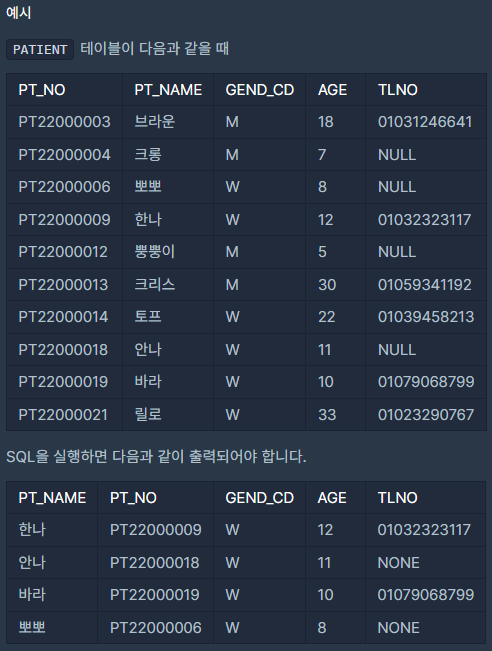 예시
PATIENT 테이블이 다음과 같을 때
PT_NO PT_NAME GEND_CD AGE TLNO
PT22000003 브라운 M 18 01031246641
PT22000004 크롱 M 7 NULL
PT22000006 뽀뽀 W 8 NULL
PT22000009 한나 W 12 01032323117
PT22000012 뿡뿡이 M 5 NULL
PT22000013 크리스 M 30 01059341192
PT22000014 토프 W 22 01039458213
PT22000018 안나 W 11 NULL
PT22000019 바라 W 10 01079068799
PT22000021 릴로 W 33 01023290767
SQL을 실행하면 다음과 같이 출력되어야 합니다.
PT_NAME PT_NO GEND_CD AGE TLNO
한나 PT22000009 W 12 01032323117
안나 PT22000018 W 11 NONE
바라 PT22000019 W 10 01079068799
뽀뽀 PT22000006 W 8 NONE